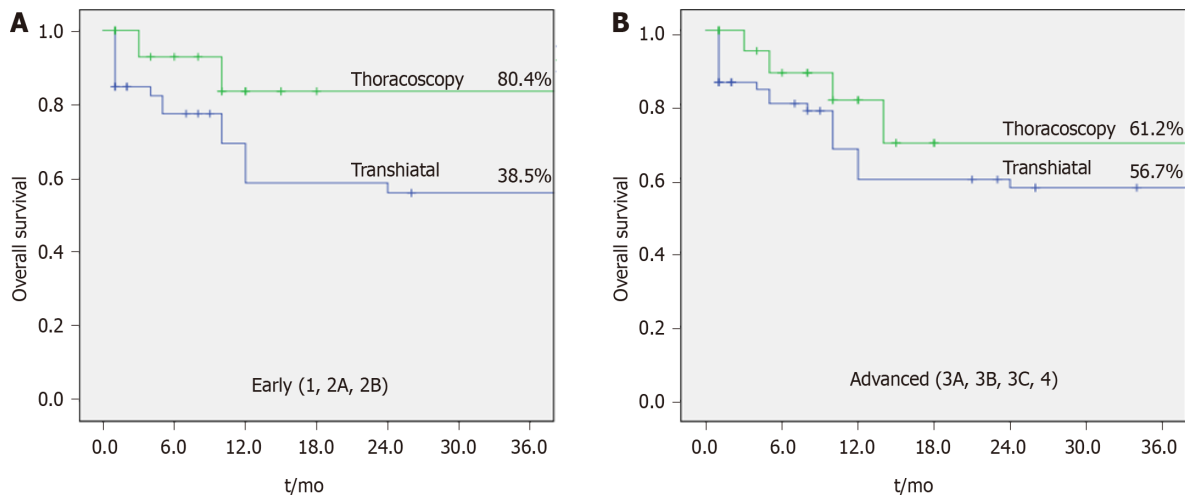 A
Overall survival
1.0
0.8
0.6
0.4
0.2
0.0
Thoracoscopy 80.4%
Transhiatal 38.5%
Early (1, 2A, 2B)
0.0 6.0 12.0 18.0 24.0 30.0 36.0
t/mo
B
Overall survival
1.0
0.8
0.6
0.4
0.2
0.0
Thoracoscopy 61.2%
Transhiatal 56.7%
Advanced (3A, 3B, 3C, 4)
0.0 6.0 12.0 18.0 24.0 30.0 36.0
t/mo